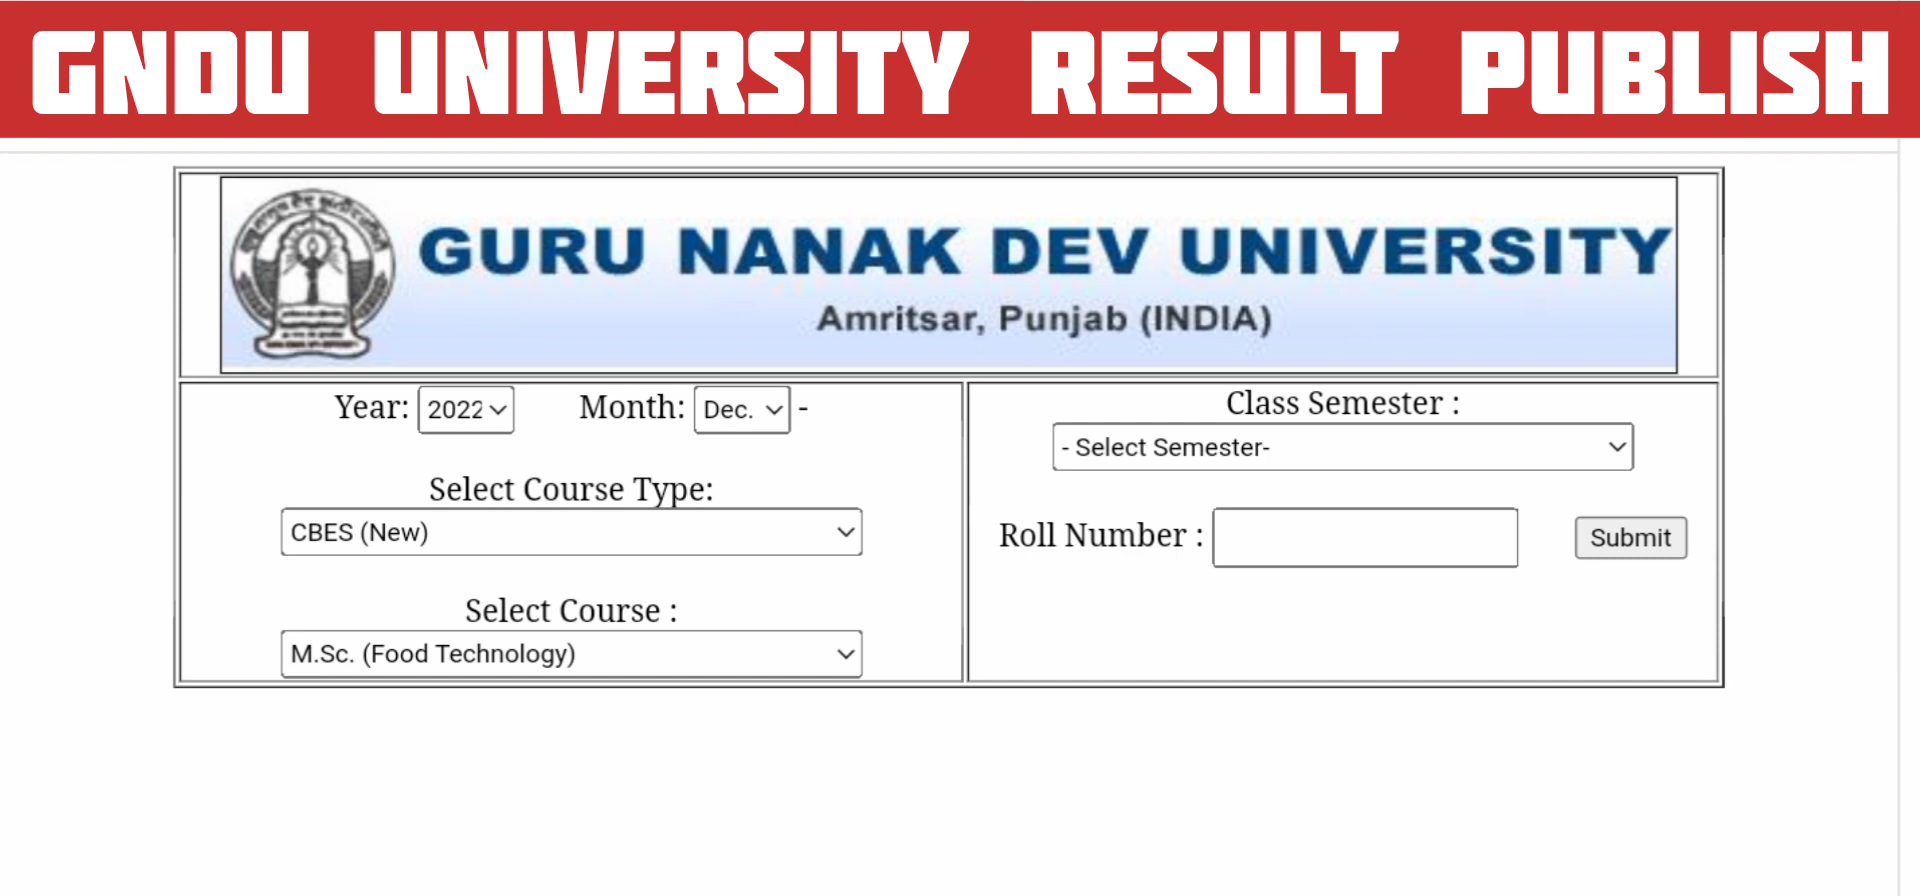 GNDU UNIVERSITY RESULT PUBLISH
GURU NANAK DEV UNIVERSITY
Amritsar, Punjab (INDIA)
Year: 2022 Month: Dec. -
Select Course Type:
CBES (New)
Select Course :
M.Sc. (Food Technology)
Class Semester :
- Select Semester-
Roll Number : Submit